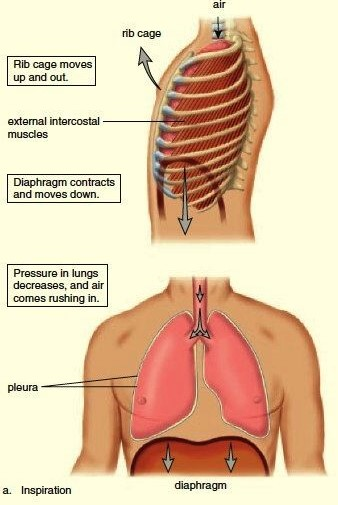 air
rib cage
Rib cage moves
up and out.
external intercostal
muscles
Diaphragm contracts
and moves down.
Pressure in lungs
decreases, and air
comes rushing in.
pleura
diaphragm
a. Inspiration